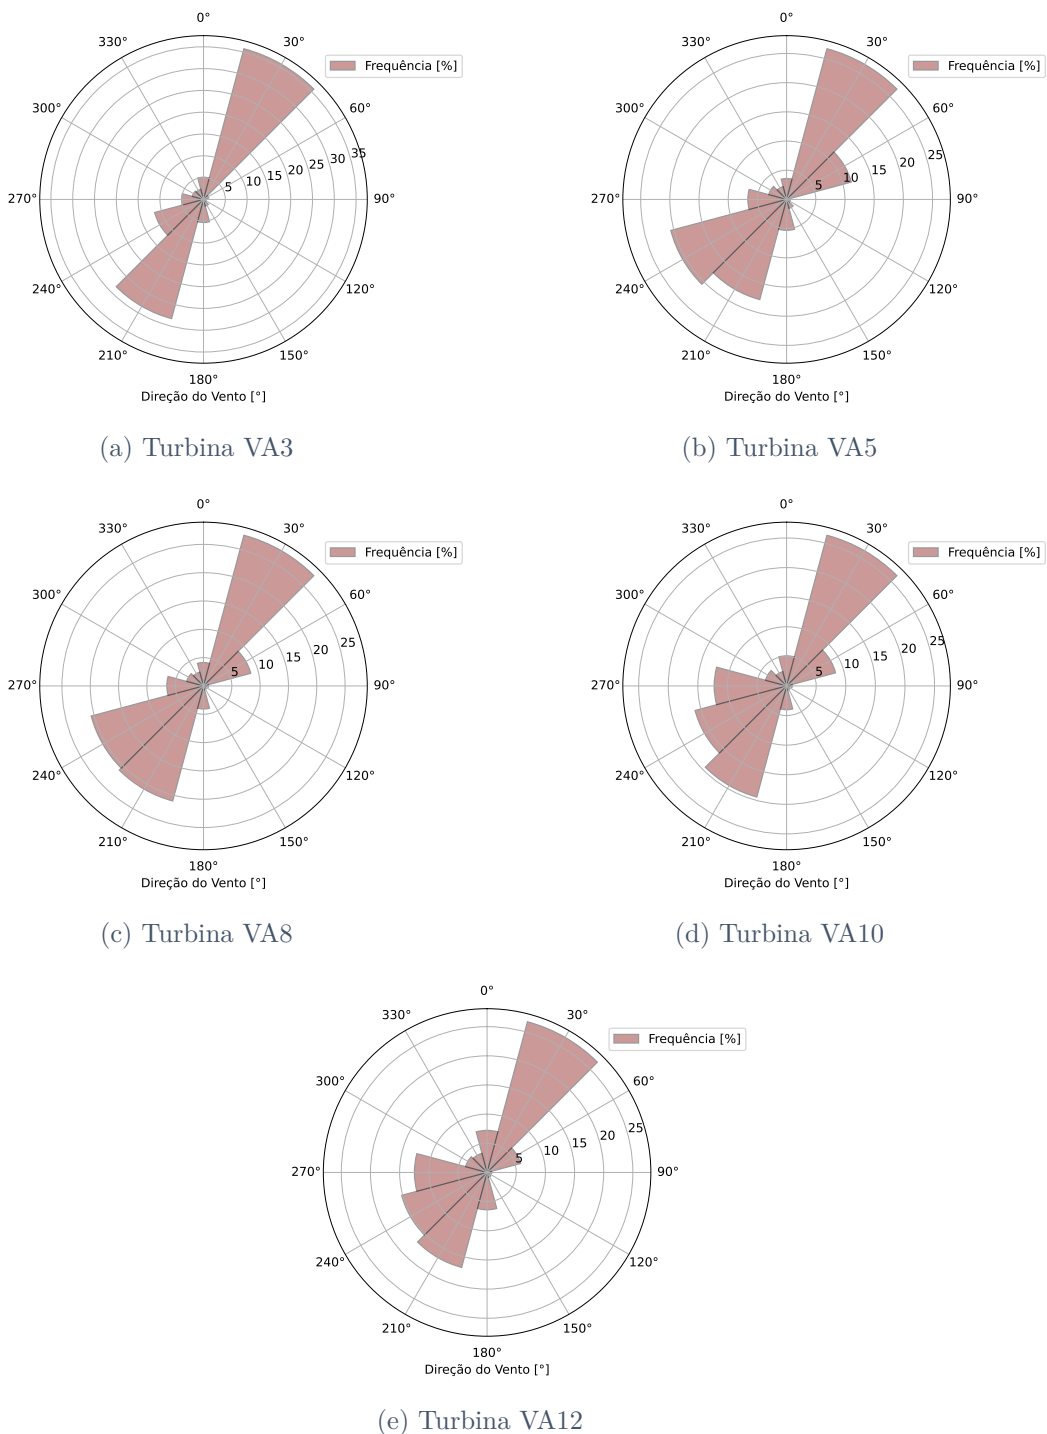 0°
330° 30°
Frequência [%]
300° 60°
5 10 15 20 25 30 35
270° 90°
240° 120°
210° 150°
180°
Direção do Vento [°]
(a) Turbina VA3
0°
330° 30°
Frequência [%]
300° 60°
5 10 15 20 25
270° 90°
240° 120°
210° 150°
180°
Direção do Vento [°]
(b) Turbina VA5
0°
330° 30°
Frequência [%]
300° 60°
5 10 15 20 25
270° 90°
240° 120°
210° 150°
180°
Direção do Vento [°]
(c) Turbina VA8
0°
330° 30°
Frequência [%]
300° 60°
5 10 15 20 25
270° 90°
240° 120°
210° 150°
180°
Direção do Vento [°]
(d) Turbina VA10
0°
330° 30°
Frequência [%]
300° 60°
5 10 15 20 25
270° 90°
240° 120°
210° 150°
180°
Direção do Vento [°]
(e) Turbina VA12